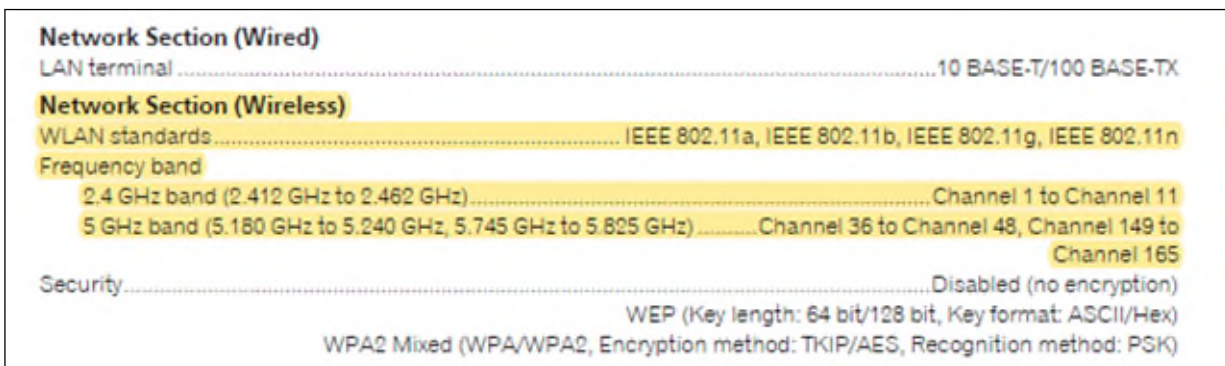 Network Section (Wired)
LAN terminal ........ 10 BASE-T/100 BASE-TX
Network Section (Wireless)
WLAN standards ........ IEEE 802.11a, IEEE 802.11b, IEEE 802.11g, IEEE 802.11n
Frequency band
2.4 GHz band (2.412 GHz to 2.462 GHz) ........ Channel 1 to Channel 11
5 GHz band (5.180 GHz to 5.240 GHz, 5.745 GHz to 5.825 GHz) ........ Channel 36 to Channel 48, Channel 149 to
Channel 165
Security ........ Disabled (no encryption)
WEP (Key length: 64 bit/128 bit, Key format: ASCII/Hex)
WPA2 Mixed (WPA/WPA2, Encryption method: TKIP/AES, Recognition method: PSK)